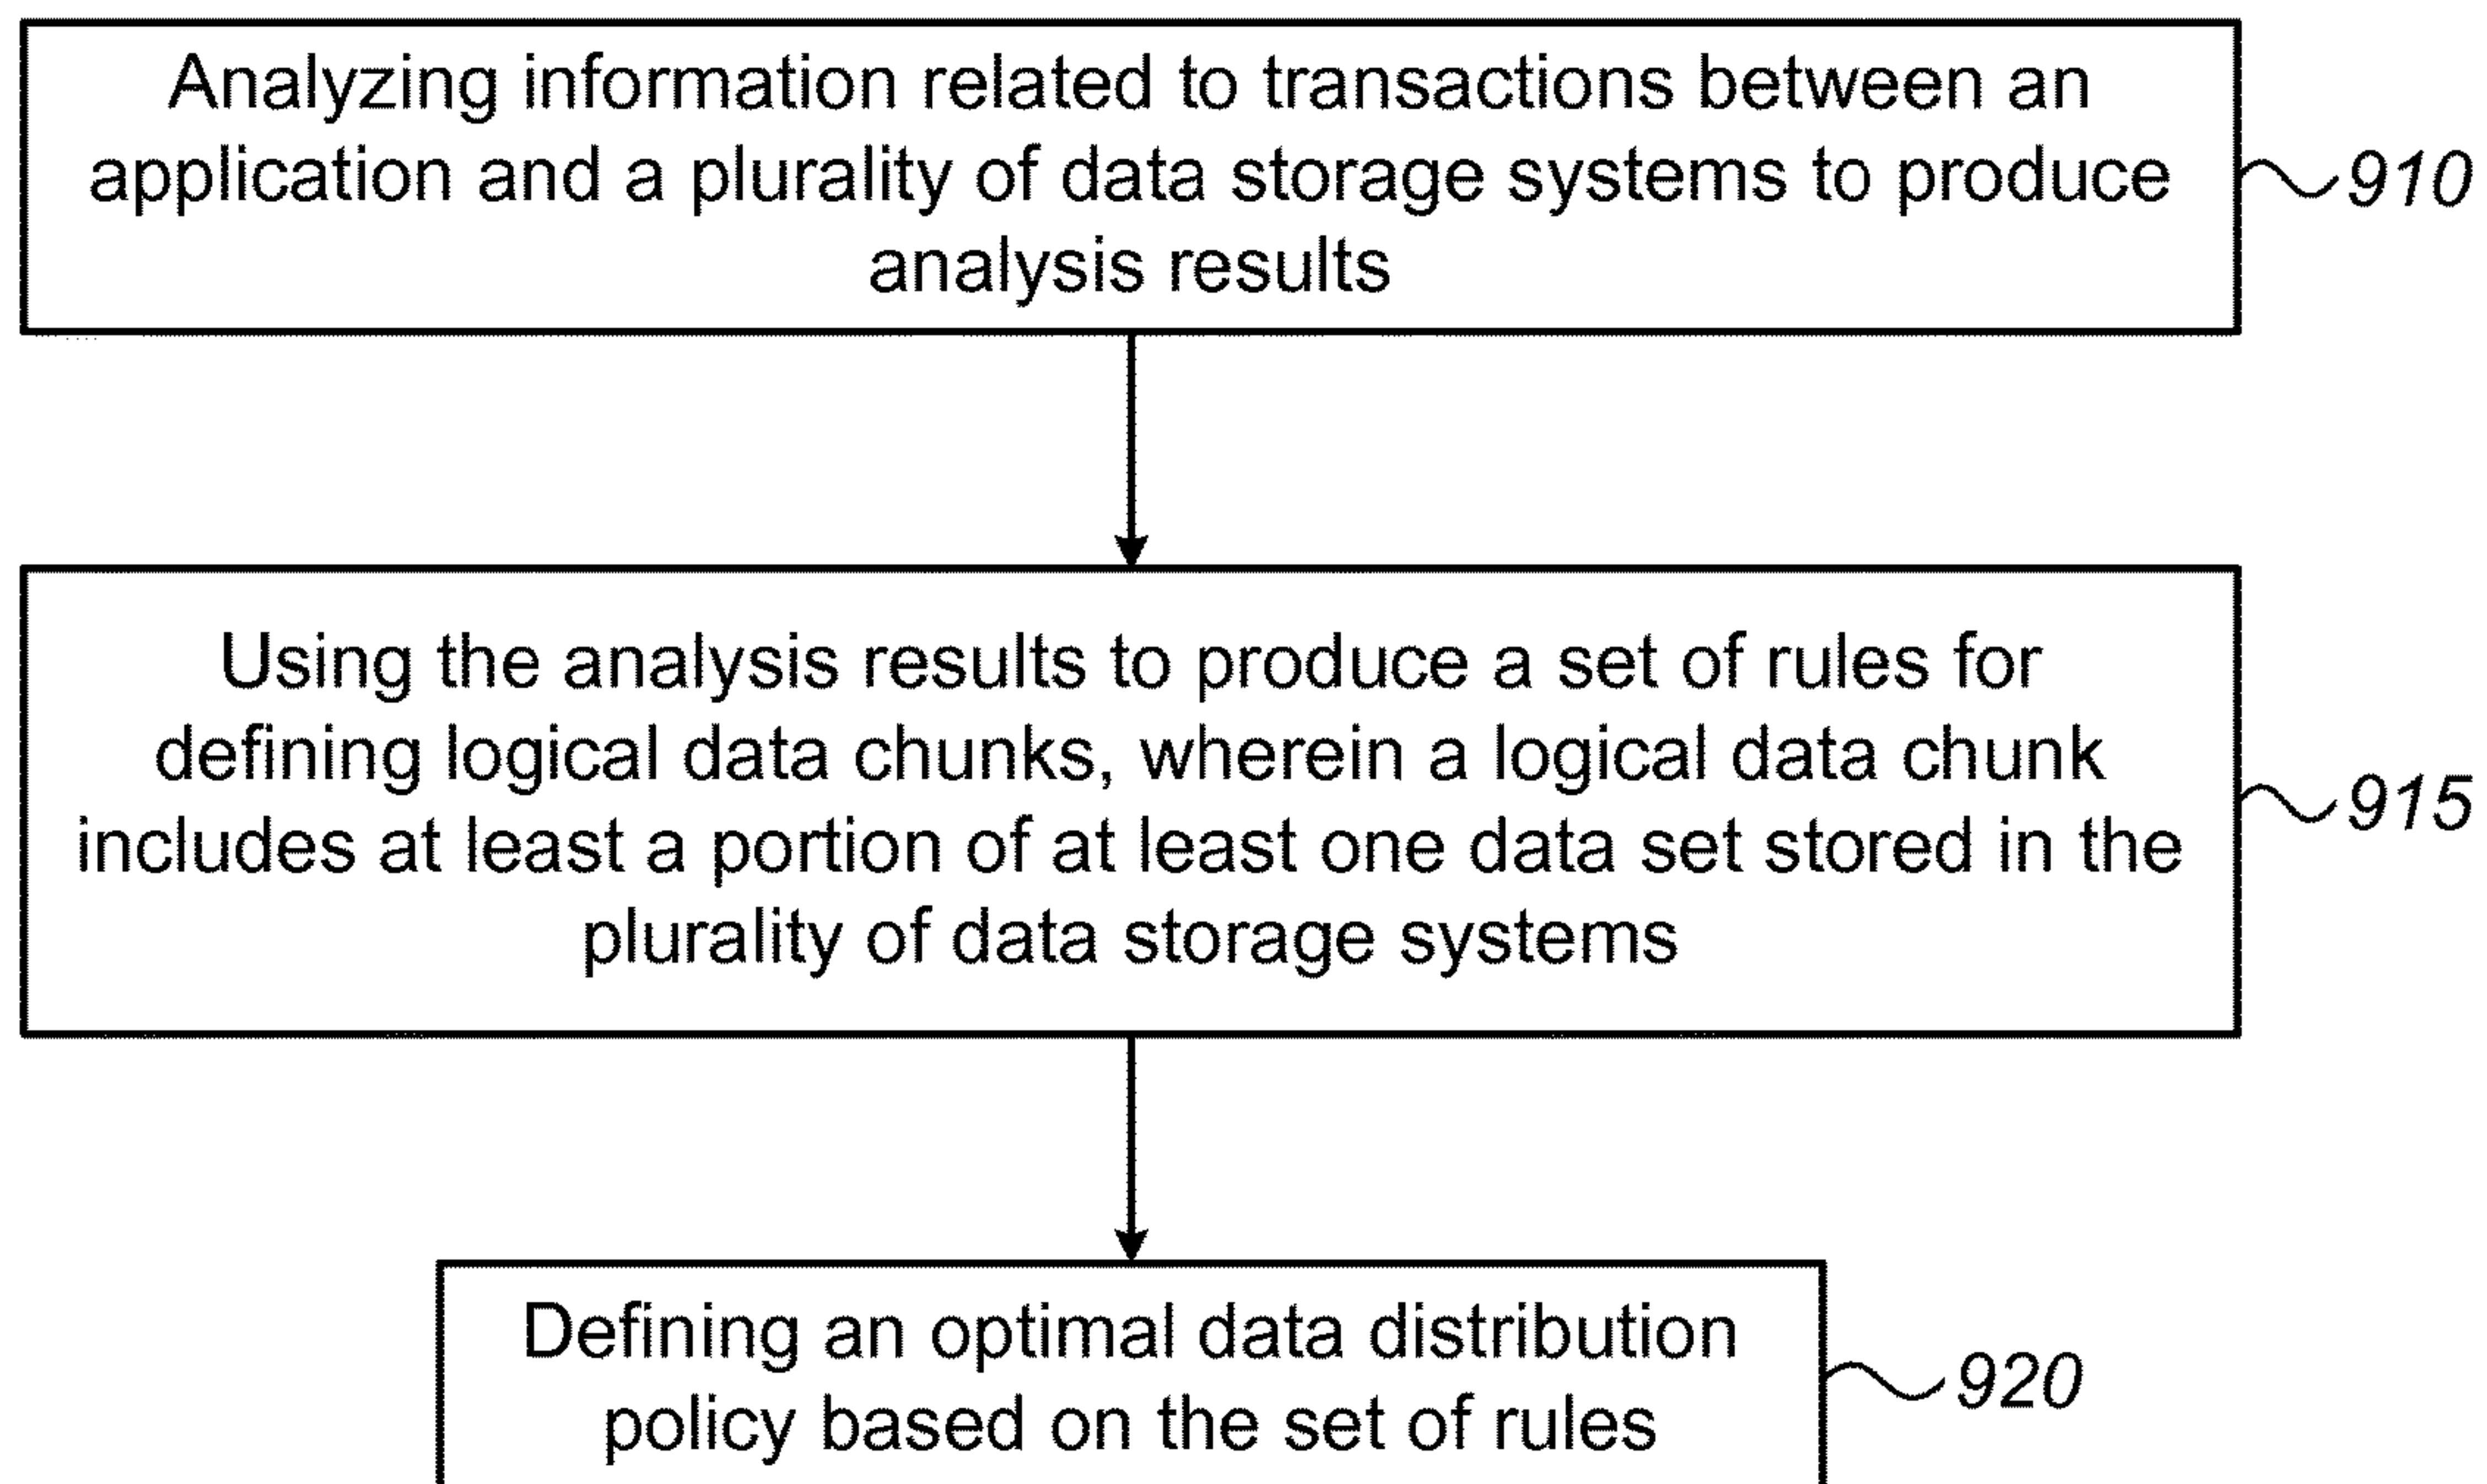 Analyzing information related to transactions between an
application and a plurality of data storage systems to produce
analysis results
910
Using the analysis results to produce a set of rules for
defining logical data chunks, wherein a logical data chunk
includes at least a portion of at least one data set stored in the
plurality of data storage systems
915
Defining an optimal data distribution
policy based on the set of rules
920